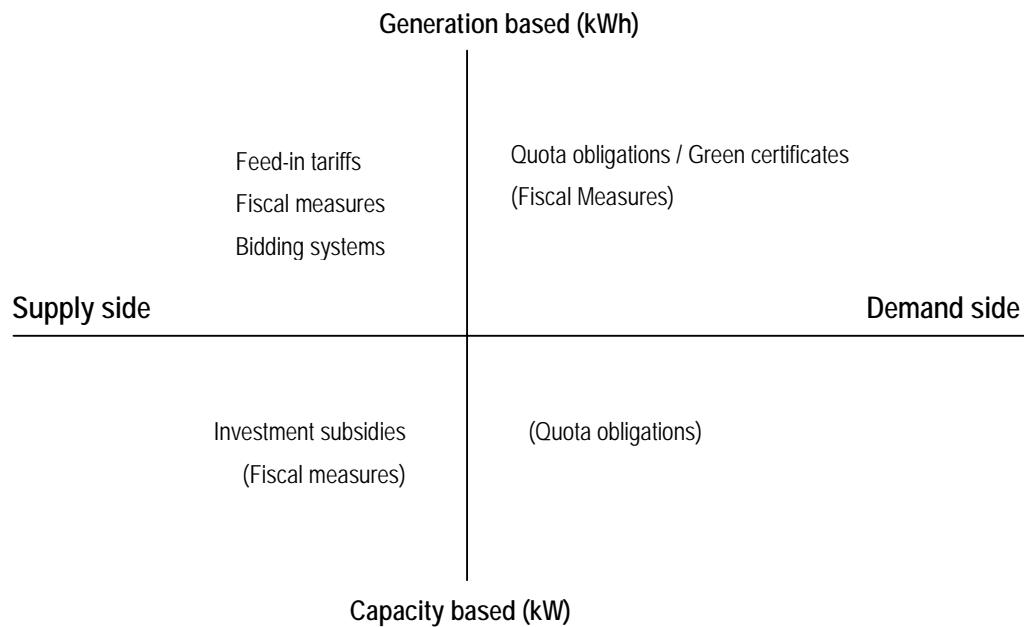 Generation based (kWh)
Feed-in tariffs
Fiscal measures
Bidding systems
Quota obligations / Green certificates
(Fiscal Measures)
Supply side
Demand side
Investment subsidies
(Fiscal measures)
(Quota obligations)
Capacity based (kW)